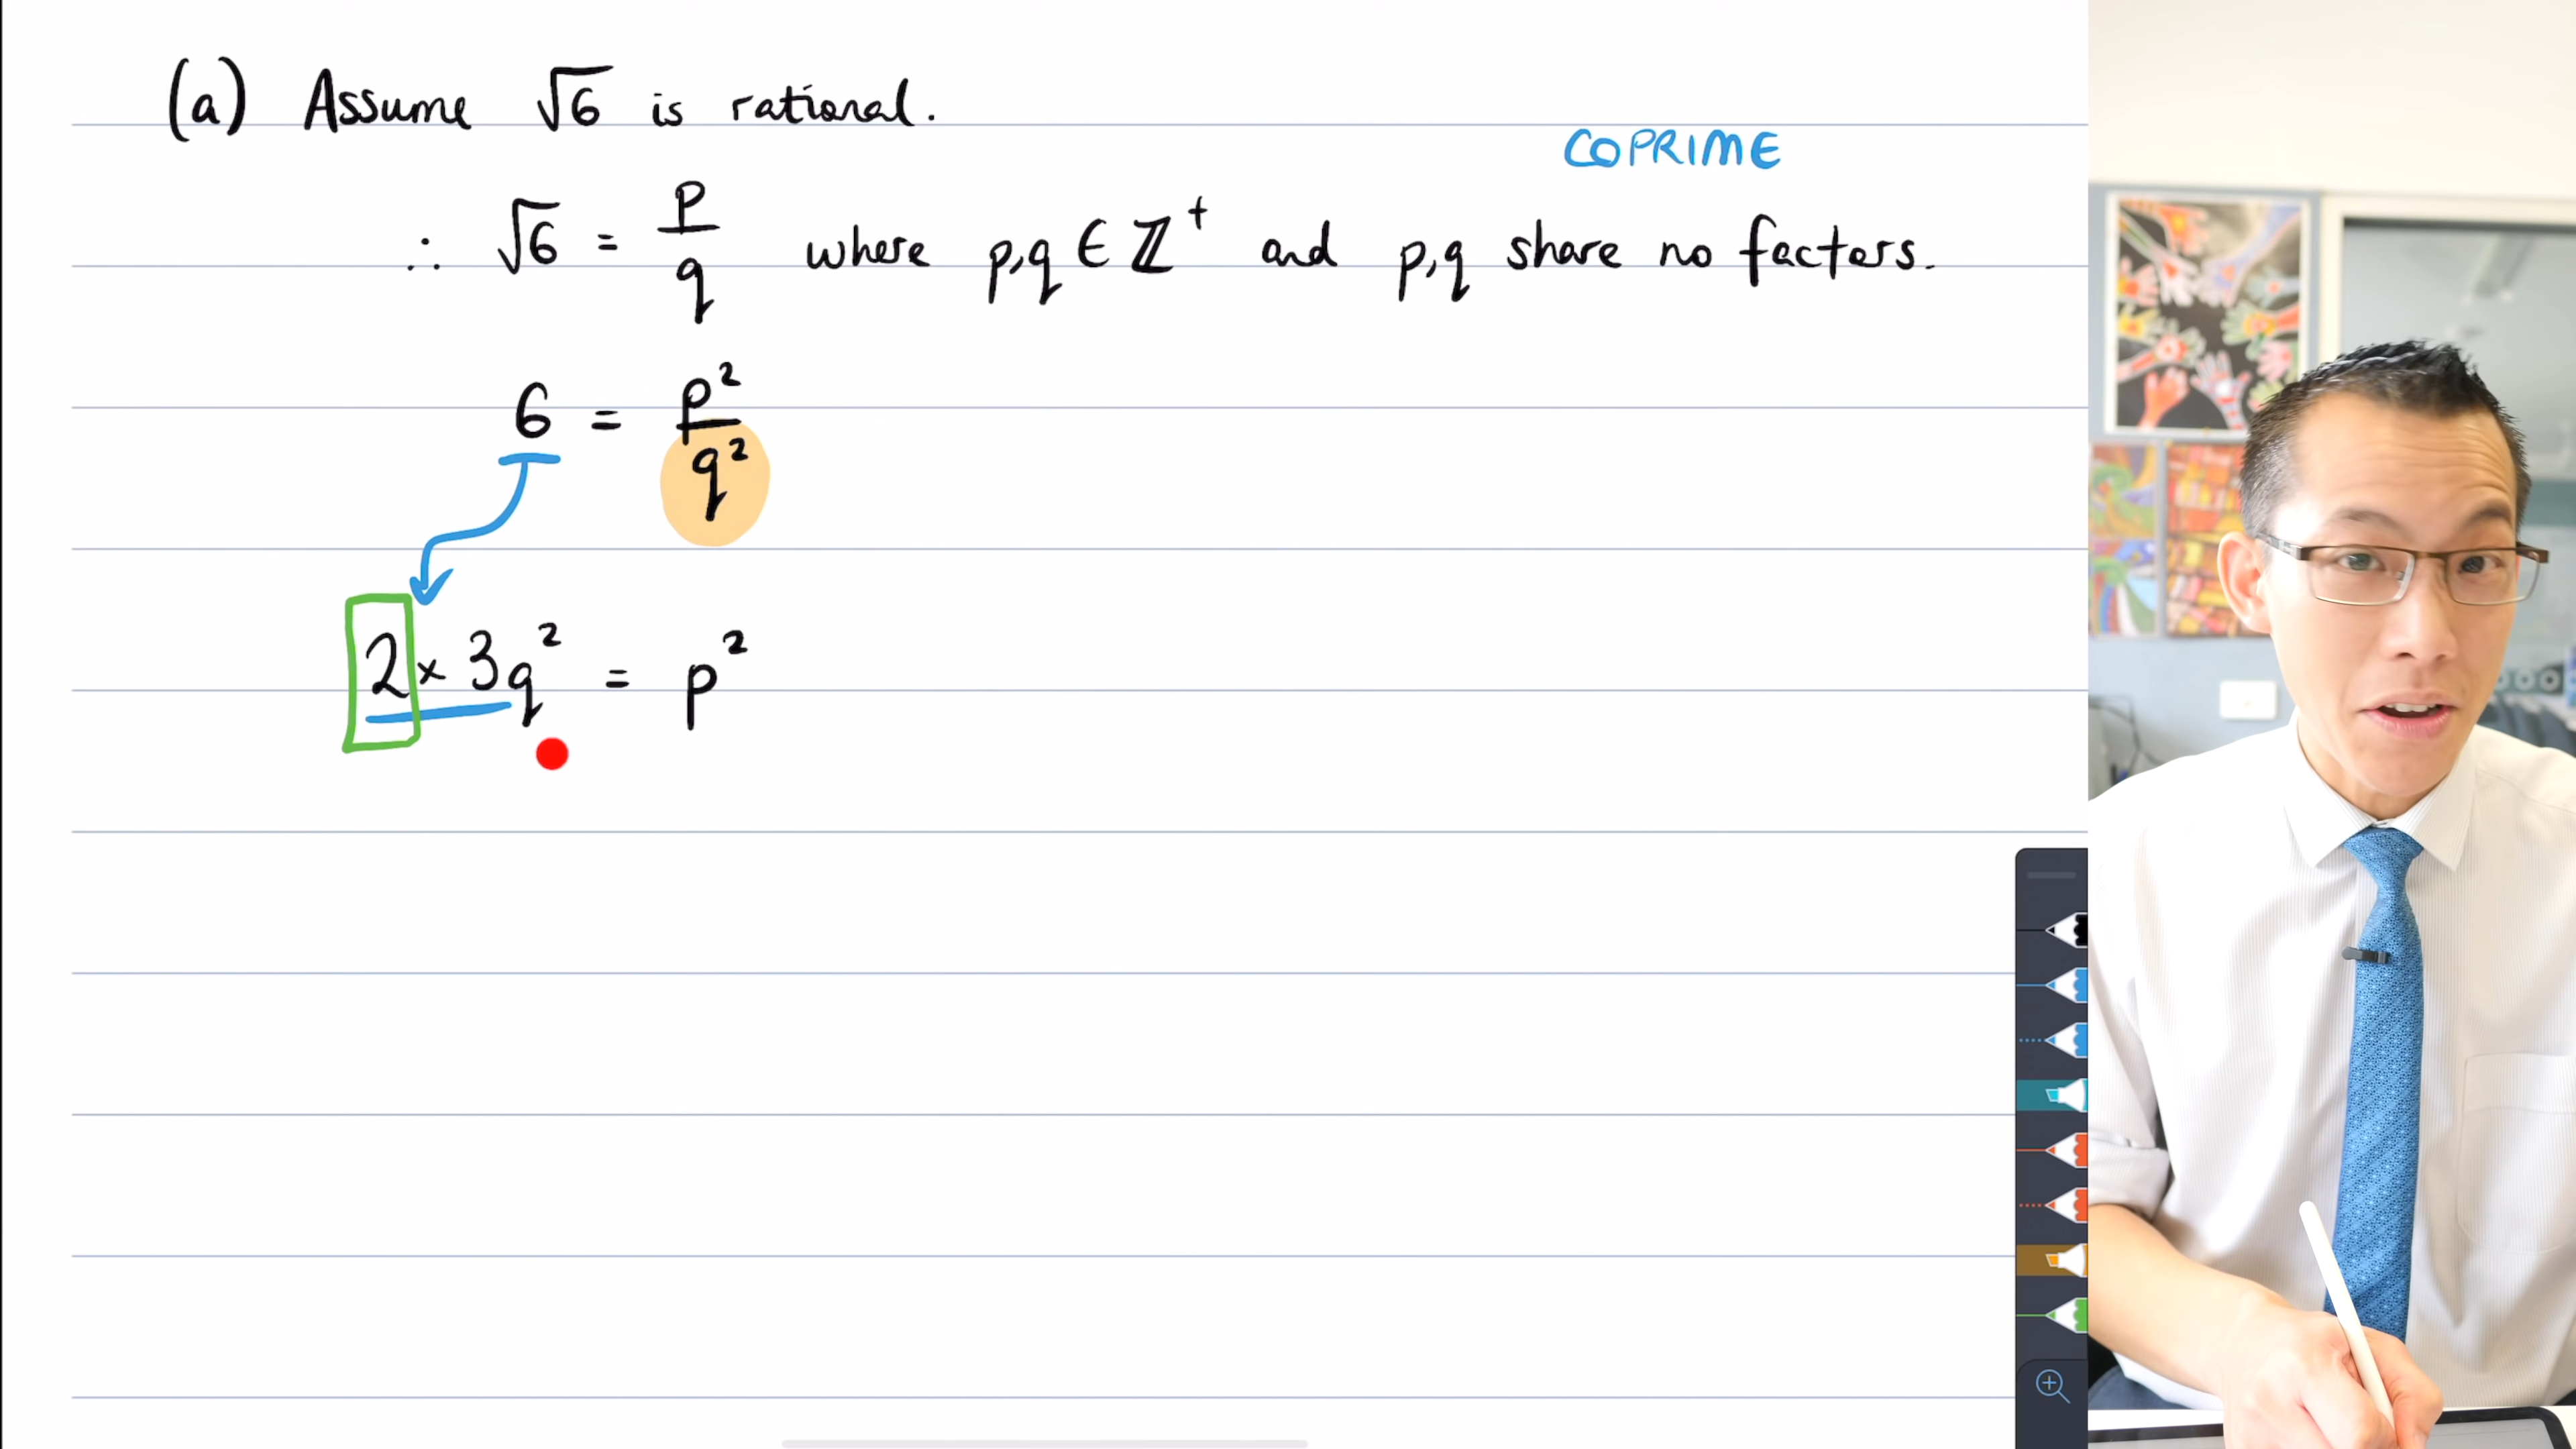 (a) Assume √6 is rational.
COPRIME
∴ √6 = p/q where p,q ∈ ℤ⁺ and p,q share no factors.
6 = p²/q²
2 × 3q² = p²